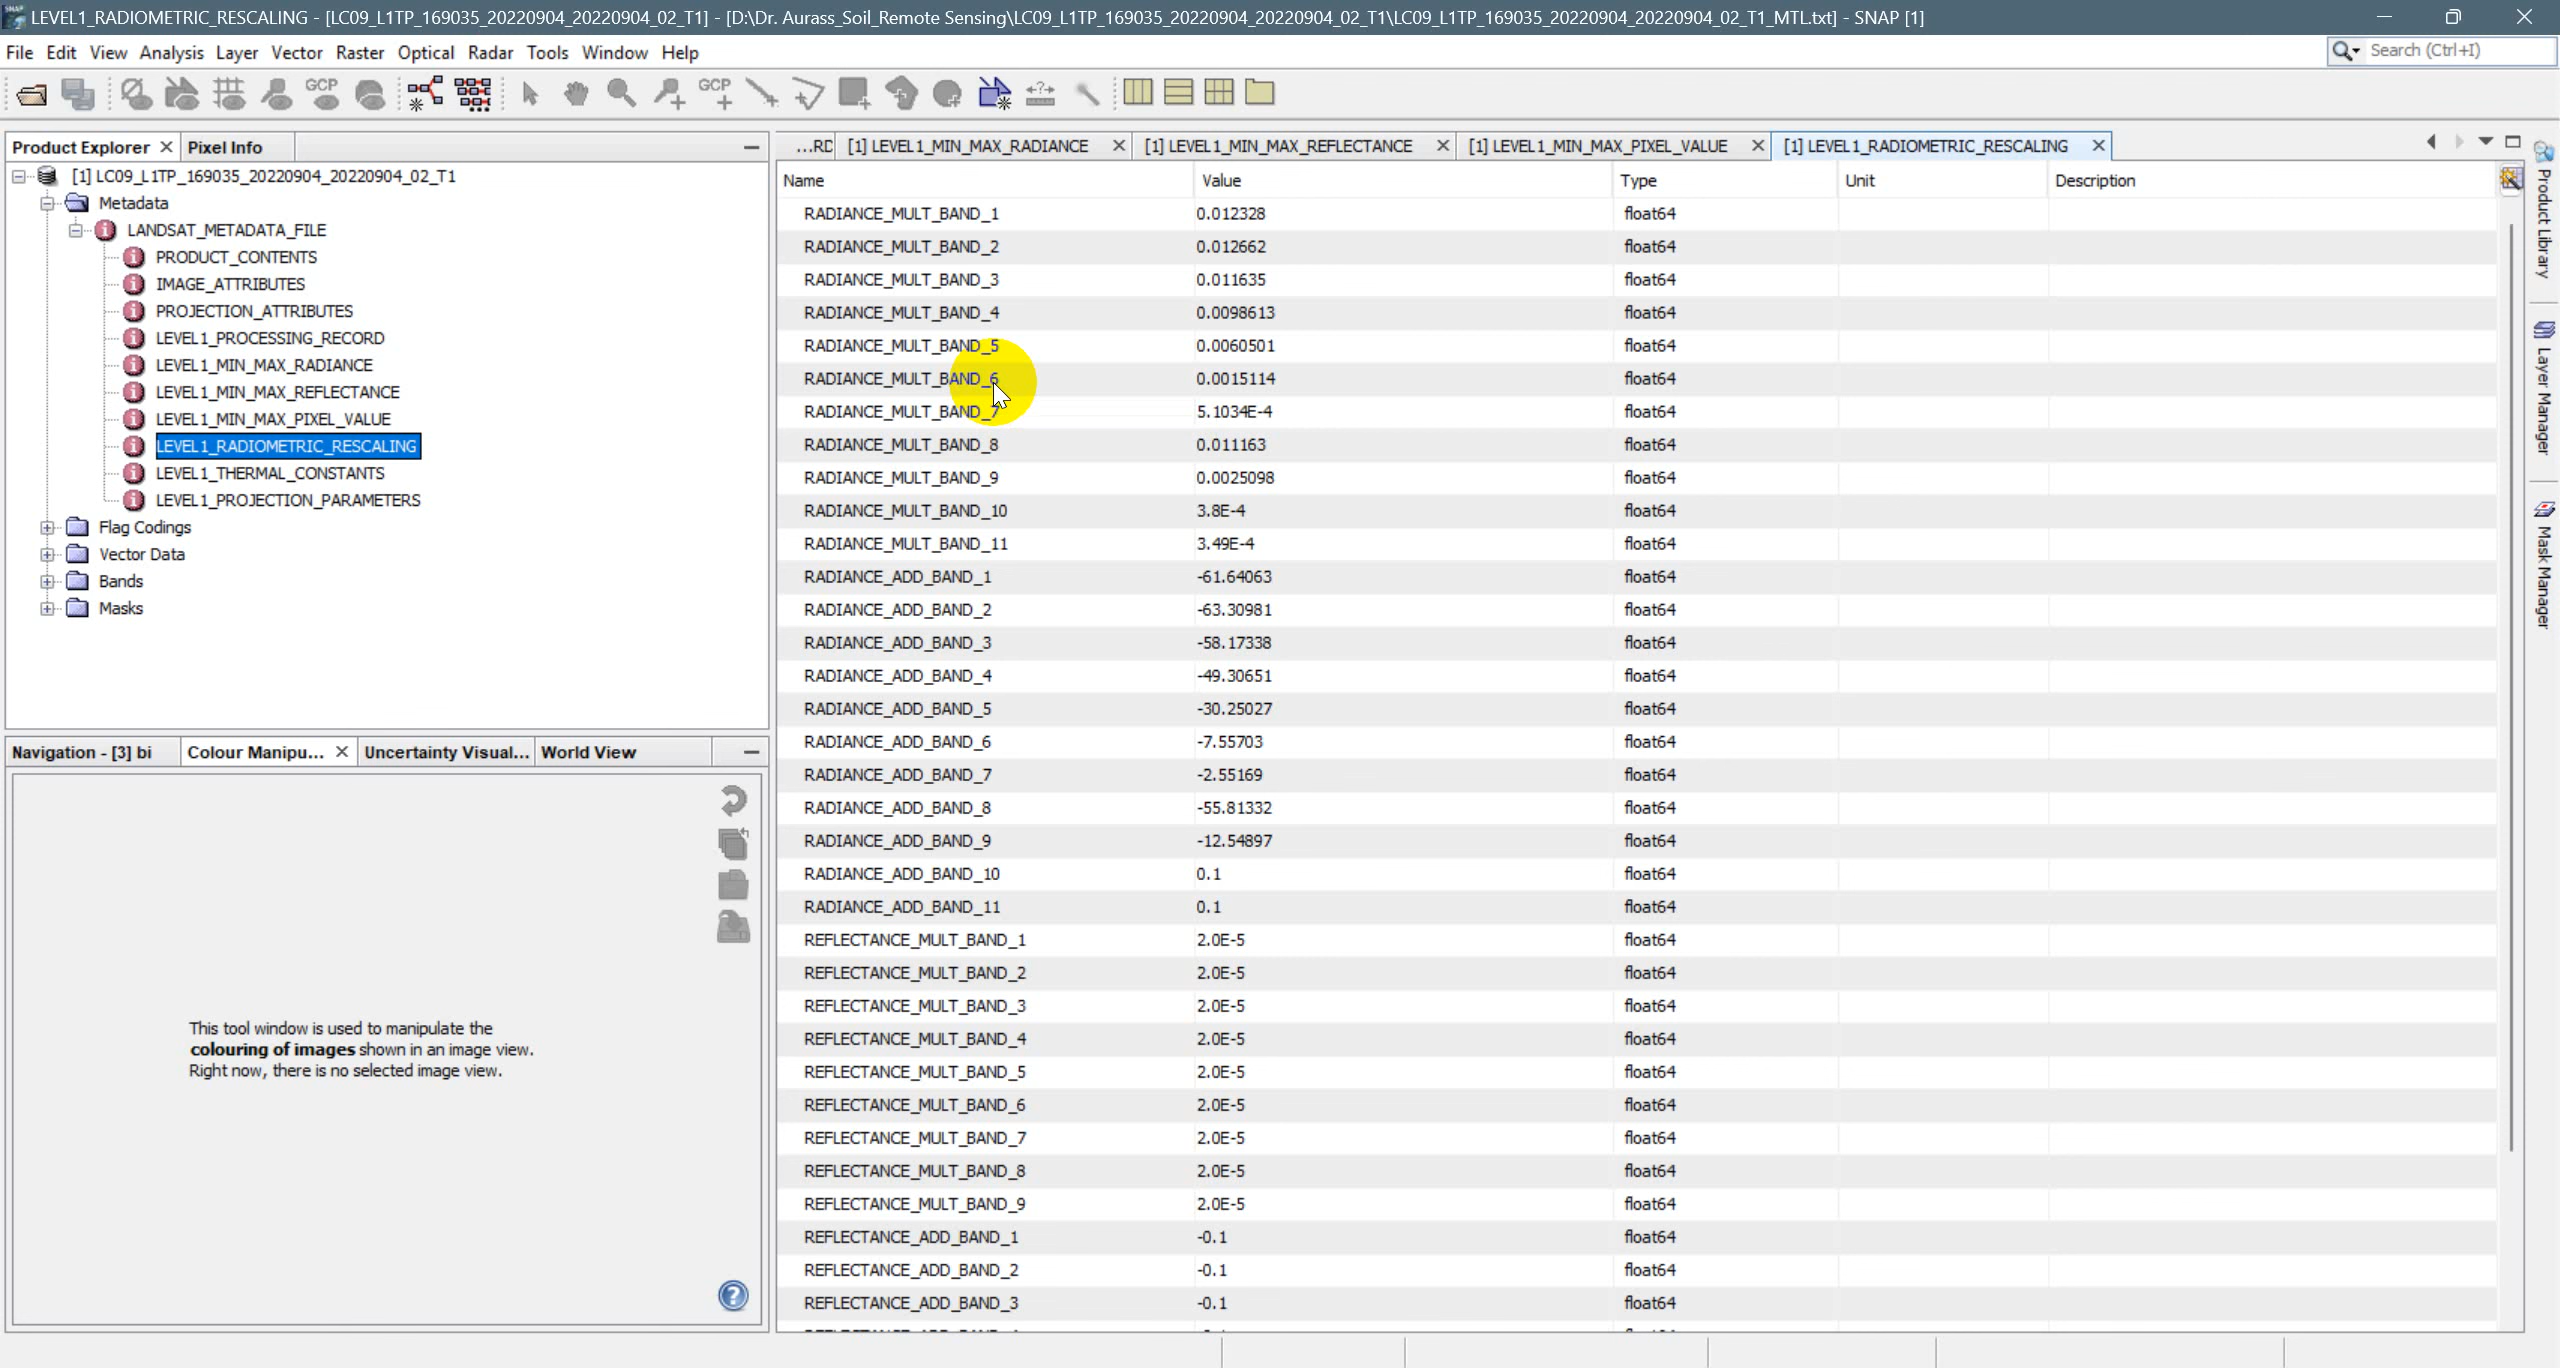 LEVEL1_RADIOMETRIC_RESCALING - [LC09_L1TP_169035_20220904_20220904_02_T1] - [D:\Dr. Aurass_Soil_Remote Sensing\LC09_L1TP_169035_20220904_20220904_02_T1\LC09_L1TP_169035_20220904_20220904_02_T1_MTL.txt] - SNAP [1]
File Edit View Analysis Layer Vector Raster Optical Radar Tools Window Help
Search (Ctrl+I)
GCP GCP
Product Explorer Pixel Info
[1] LC09_L1TP_169035_20220904_20220904_02_T1
Metadata
LANDSAT_METADATA_FILE
PRODUCT_CONTENTS
IMAGE_ATTRIBUTES
PROJECTION_ATTRIBUTES
LEVEL1_PROCESSING_RECORD
LEVEL1_MIN_MAX_RADIANCE
LEVEL1_MIN_MAX_REFLECTANCE
LEVEL1_MIN_MAX_PIXEL_VALUE
LEVEL1_RADIOMETRIC_RESCALING
LEVEL1_THERMAL_CONSTANTS
LEVEL1_PROJECTION_PARAMETERS
Flag Codings
Vector Data
Bands
Masks
Navigation - [3] bi Colour Manipu... Uncertainty Visual... World View
This tool window is used to manipulate the
colouring of images shown in an image view.
Right now, there is no selected image view.
...RD [1] LEVEL1_MIN_MAX_RADIANCE [1] LEVEL1_MIN_MAX_REFLECTANCE [1] LEVEL1_MIN_MAX_PIXEL_VALUE [1] LEVEL1_RADIOMETRIC_RESCALING
Name Value Type Unit Description
RADIANCE_MULT_BAND_1 0.012328 float64
RADIANCE_MULT_BAND_2 0.012662 float64
RADIANCE_MULT_BAND_3 0.011635 float64
RADIANCE_MULT_BAND_4 0.0098613 float64
RADIANCE_MULT_BAND_5 0.0060501 float64
RADIANCE_MULT_BAND_6 0.0015114 float64
RADIANCE_MULT_BAND_7 5.1034E-4 float64
RADIANCE_MULT_BAND_8 0.011163 float64
RADIANCE_MULT_BAND_9 0.0025098 float64
RADIANCE_MULT_BAND_10 3.8E-4 float64
RADIANCE_MULT_BAND_11 3.49E-4 float64
RADIANCE_ADD_BAND_1 -61.64063 float64
RADIANCE_ADD_BAND_2 -63.30981 float64
RADIANCE_ADD_BAND_3 -58.17338 float64
RADIANCE_ADD_BAND_4 -49.30651 float64
RADIANCE_ADD_BAND_5 -30.25027 float64
RADIANCE_ADD_BAND_6 -7.55703 float64
RADIANCE_ADD_BAND_7 -2.55169 float64
RADIANCE_ADD_BAND_8 -55.81332 float64
RADIANCE_ADD_BAND_9 -12.54897 float64
RADIANCE_ADD_BAND_10 0.1 float64
RADIANCE_ADD_BAND_11 0.1 float64
REFLECTANCE_MULT_BAND_1 2.0E-5 float64
REFLECTANCE_MULT_BAND_2 2.0E-5 float64
REFLECTANCE_MULT_BAND_3 2.0E-5 float64
REFLECTANCE_MULT_BAND_4 2.0E-5 float64
REFLECTANCE_MULT_BAND_5 2.0E-5 float64
REFLECTANCE_MULT_BAND_6 2.0E-5 float64
REFLECTANCE_MULT_BAND_7 2.0E-5 float64
REFLECTANCE_MULT_BAND_8 2.0E-5 float64
REFLECTANCE_MULT_BAND_9 2.0E-5 float64
REFLECTANCE_ADD_BAND_1 -0.1 float64
REFLECTANCE_ADD_BAND_2 -0.1 float64
REFLECTANCE_ADD_BAND_3 -0.1 float64
Product Library
Layer Manager
Mask Manager